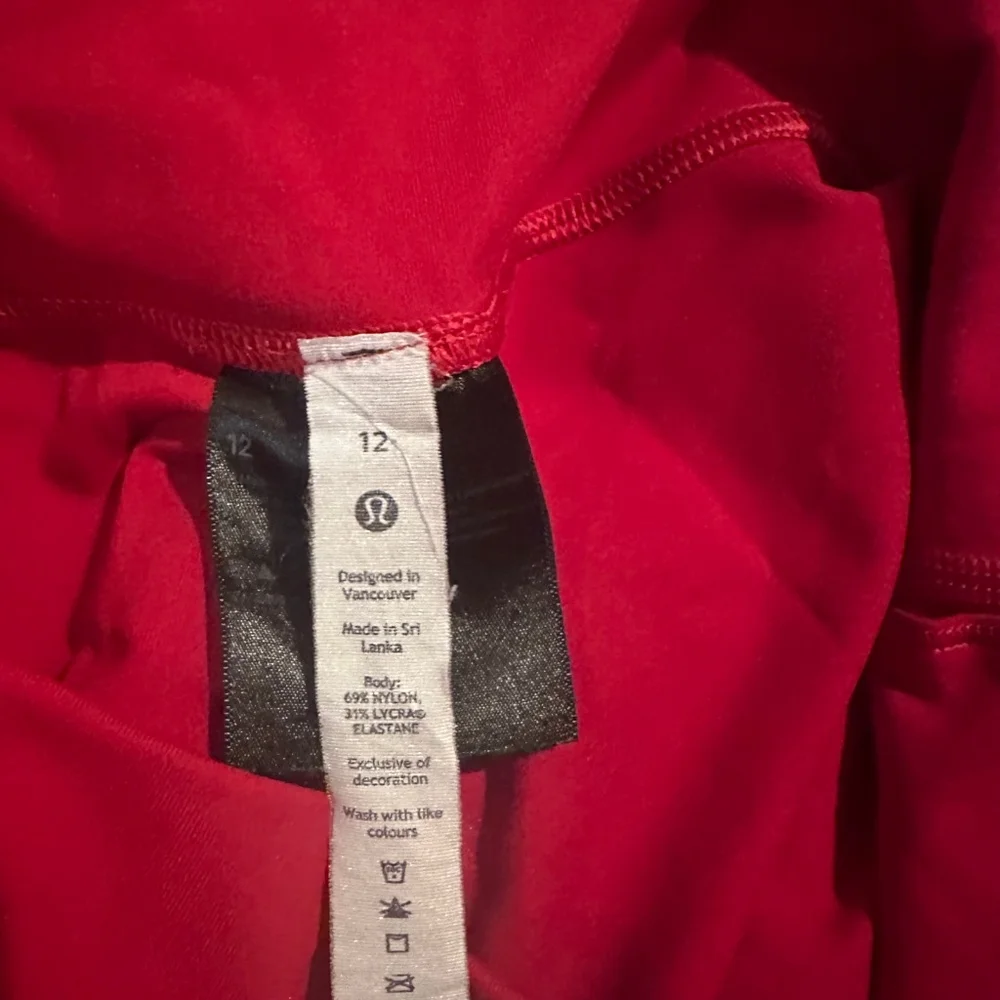 12
12
Designed in
Vancouver
Made in Sri
Lanka
Body:
69% NYLON,
31% LYCRA®
ELASTANE
Exclusive of
decoration
Wash with like
colours